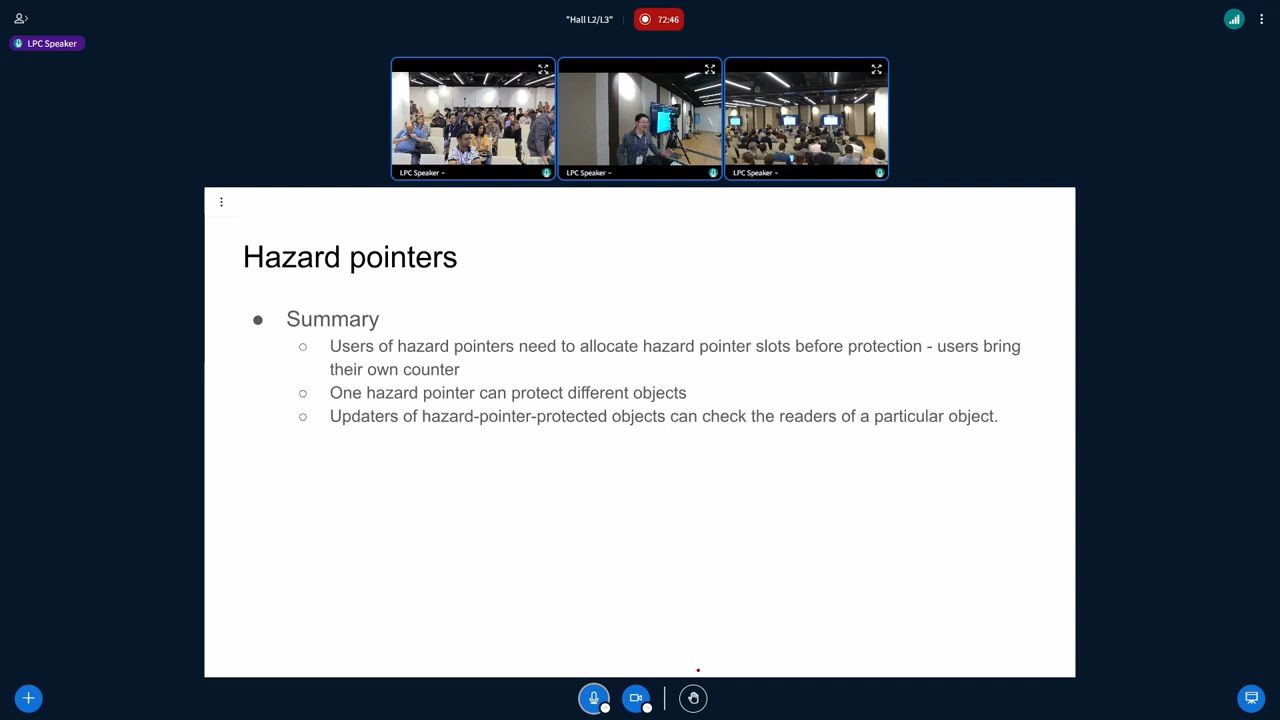 "Hall L2/L3"
72:46
LPC Speaker
LPC Speaker
LPC Speaker
LPC Speaker
Hazard pointers
● Summary
○ Users of hazard pointers need to allocate hazard pointer slots before protection - users bring
their own counter
○ One hazard pointer can protect different objects
○ Updaters of hazard-pointer-protected objects can check the readers of a particular object.